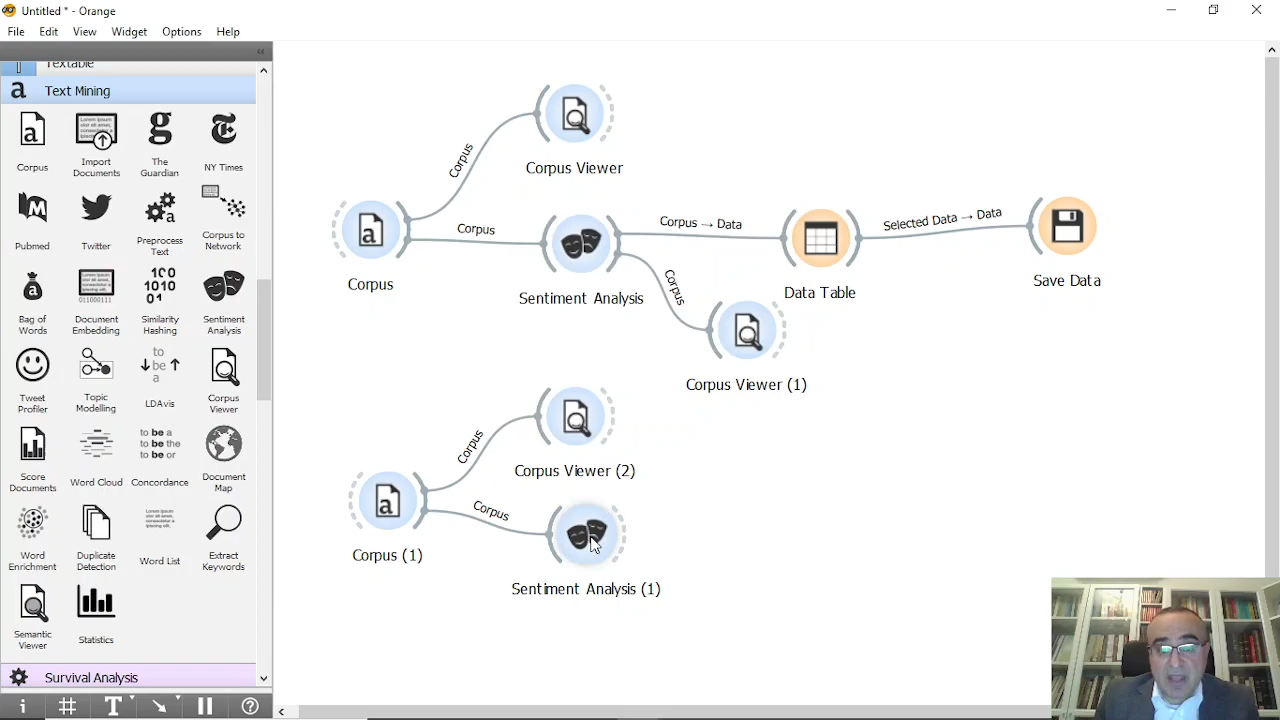 Untitled * - Orange
File Edit View Widget Options Help
Textable
Text Mining
Corpus
Import Documents
The Guardian
NY Times
Pubmed
Twitter
Preprocess Text
Corpus to Network
Bag of Words
Document Embedding
Similarity Hashing
Sentiment Analysis
Tweet Profiler
Topic Modelling
LDAvis
Corpus Viewer
Score Documents
Word Cloud
Concordance
Document Map
Word Enrichment
Duplicate Detection
Word List
Extract Keywords
Semantic Viewer
Statistics
Survival Analysis
Corpus
Corpus Viewer
Corpus
Corpus → Data
Selected Data → Data
Corpus
Sentiment Analysis
Corpus
Data Table
Save Data
Corpus Viewer (1)
Corpus
Corpus Viewer (2)
Corpus
Corpus (1)
Sentiment Analysis (1)